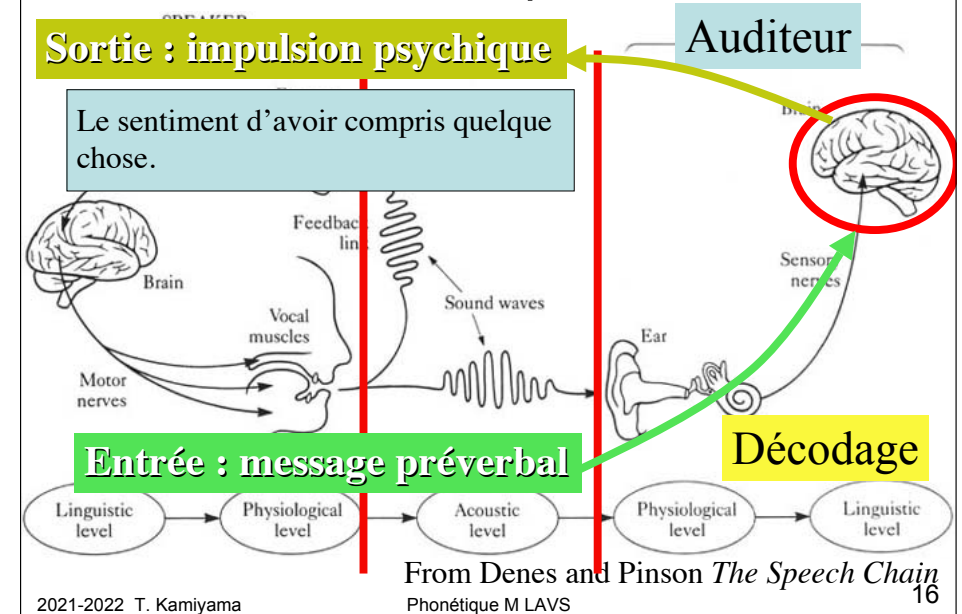 SPEAKER
Sortie : impulsion psychique
Auditeur
Le sentiment d’avoir compris quelque
chose.
Brain
Feedback
link
Brain
Sound waves
Sensory
nerves
Vocal
muscles
Ear
Motor
nerves
Entrée : message préverbal
Décodage
Linguistic
level
Physiological
level
Acoustic
level
Physiological
level
Linguistic
level
From Denes and Pinson The Speech Chain
2021-2022 T. Kamiyama
Phonétique M LAVS
16